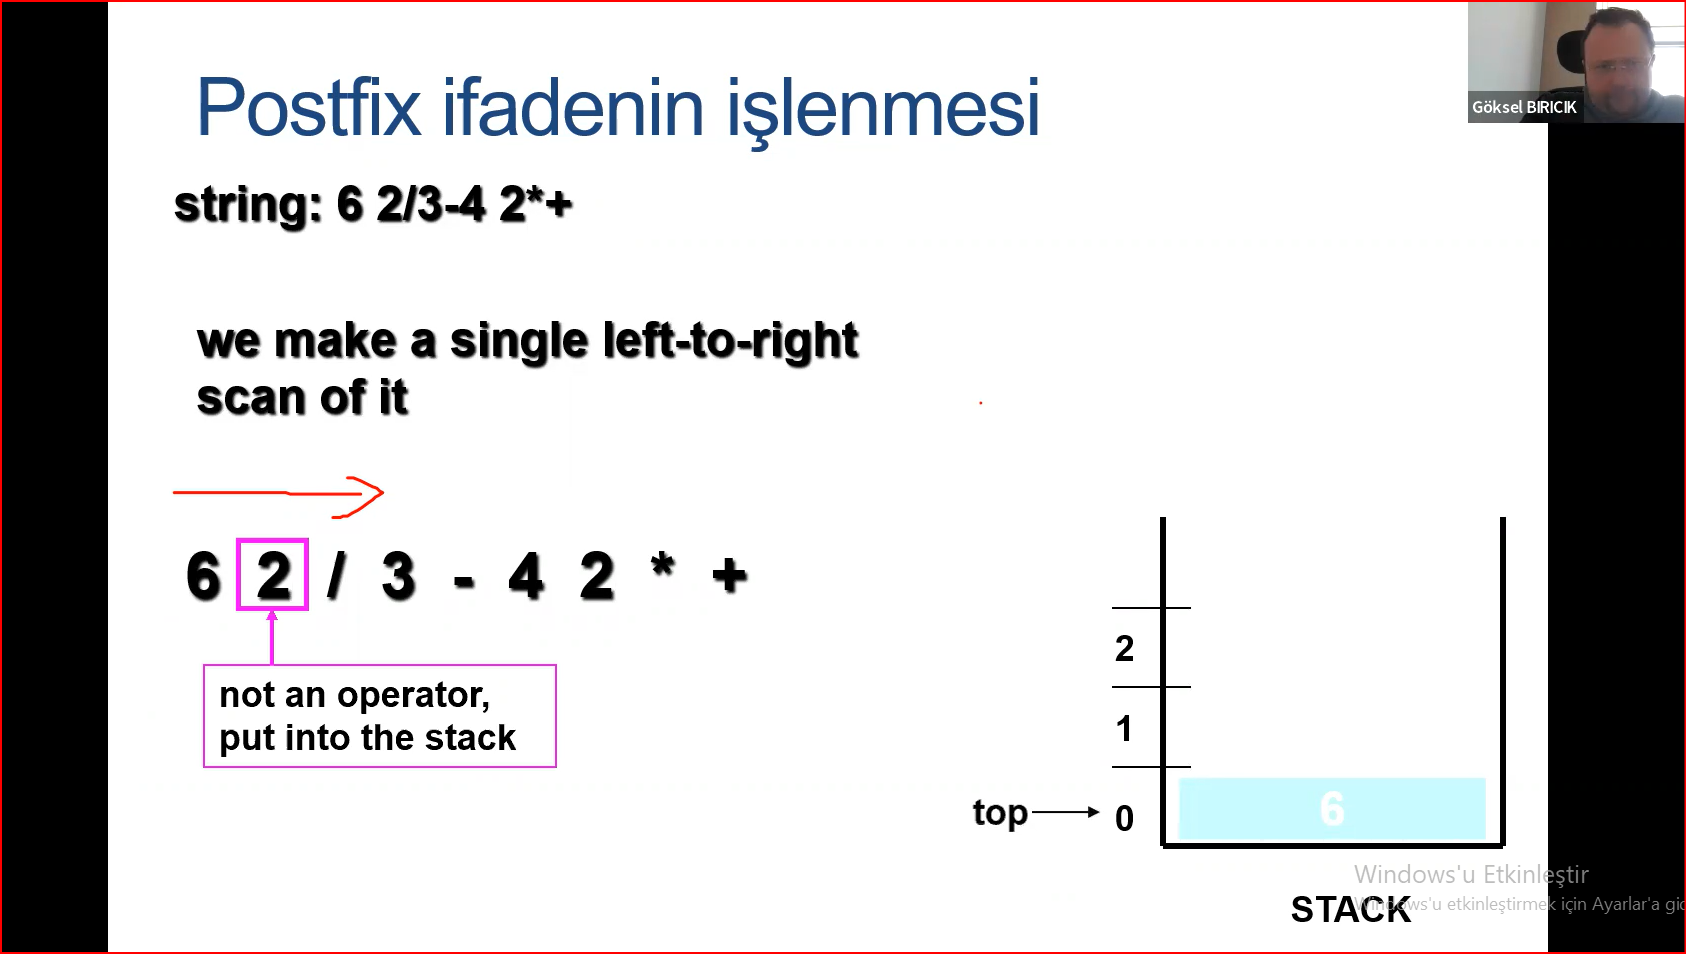 Postfix ifadenin işlenmesi
Göksel BIRICIK
string: 6 2/3-4 2*+
we make a single left-to-right
scan of it
6 2 / 3 - 4 2 * +
not an operator,
put into the stack
2
1
top 0 6
STACK
Windows'u Etkinleştir
Windows'u etkinleştirmek için Ayarlar'a gid